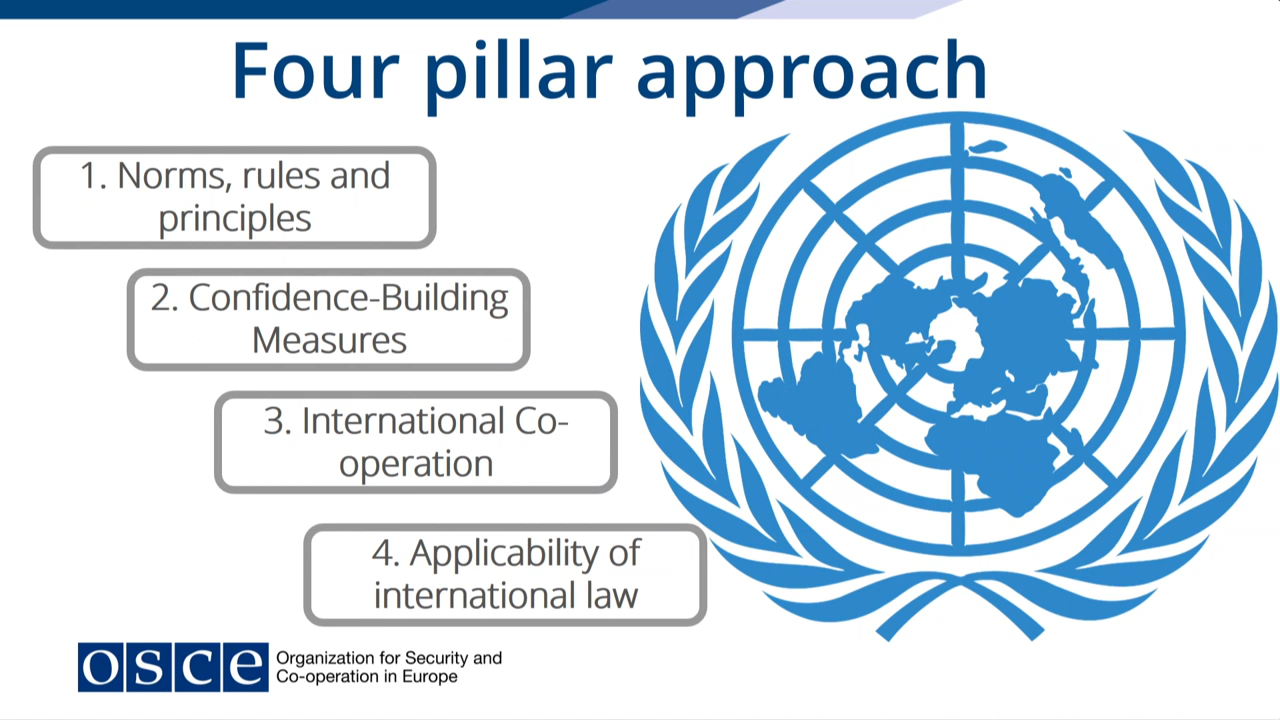 Four pillar approach
1. Norms, rules and
principles
2. Confidence-Building
Measures
3. International Co-
operation
4. Applicability of
international law
osce
Organization for Security and
Co-operation in Europe